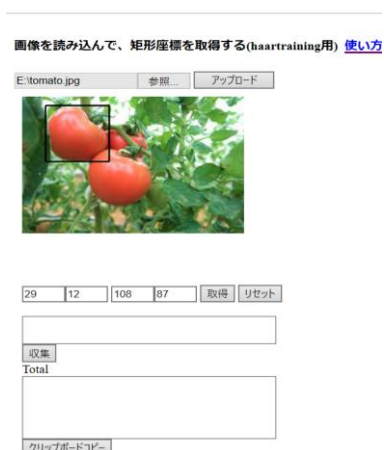 画像を読み込んで、矩形座標を取得する(haartraining用) 使い方
E:\tomato.jpg 参照... アップロード
29 12 108 87 取得 リセット
収集
Total
クリップボードコピー